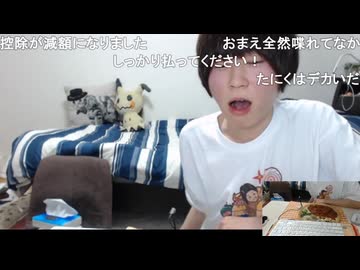 控除が減額になりました
おまえ全然喋れてなか
しっかり払ってください！
たにくはデカいだ